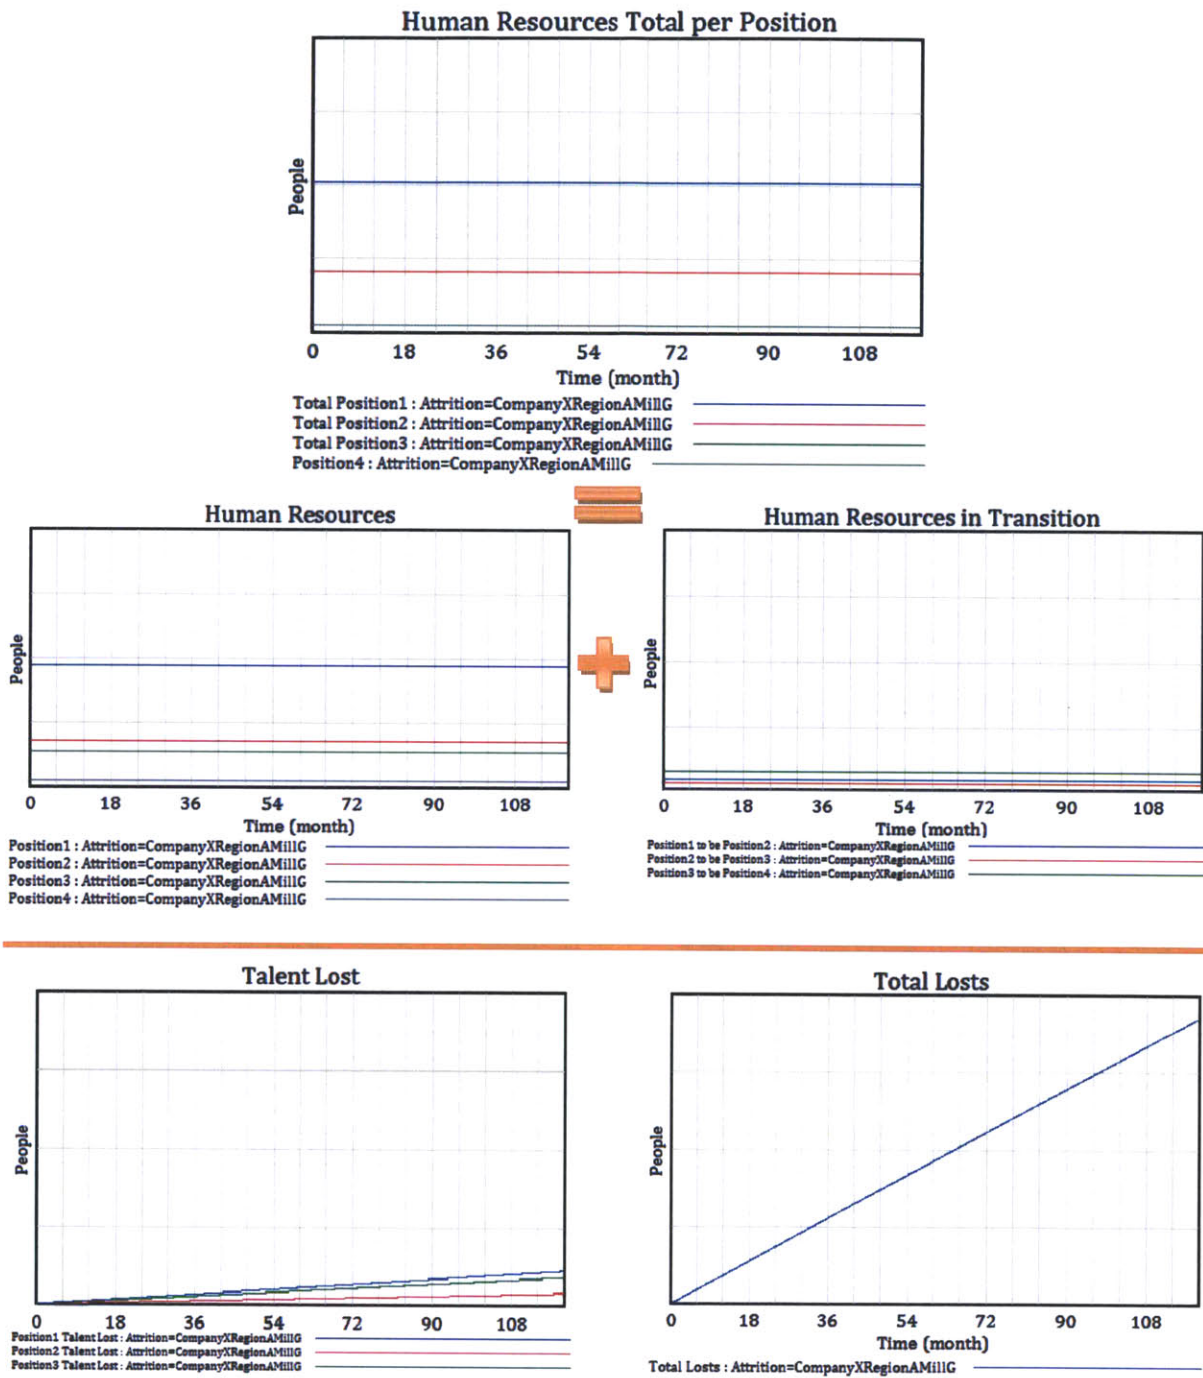 Human Resources Total per Position
People
0 18 36 54 72 90 108
Time (month)
Total Position1 : Attrition=CompanyXRegionAMillG
Total Position2 : Attrition=CompanyXRegionAMillG
Total Position3 : Attrition=CompanyXRegionAMillG
Position4 : Attrition=CompanyXRegionAMillG
Human Resources
People
0 18 36 54 72 90 108
Time (month)
Position1 : Attrition=CompanyXRegionAMillG
Position2 : Attrition=CompanyXRegionAMillG
Position3 : Attrition=CompanyXRegionAMillG
Position4 : Attrition=CompanyXRegionAMillG
Human Resources in Transition
People
0 18 36 54 72 90 108
Time (month)
Position1 to be Position2 : Attrition=CompanyXRegionAMillG
Position2 to be Position3 : Attrition=CompanyXRegionAMillG
Position3 to be Position4 : Attrition=CompanyXRegionAMillG
Talent Lost
People
0 18 36 54 72 90 108
Position1 Talent Lost : Attrition=CompanyXRegionAMillG
Position2 Talent Lost : Attrition=CompanyXRegionAMillG
Position3 Talent Lost : Attrition=CompanyXRegionAMillG
Total Losts
People
0 18 36 54 72 90 108
Time (month)
Total Losts : Attrition=CompanyXRegionAMillG